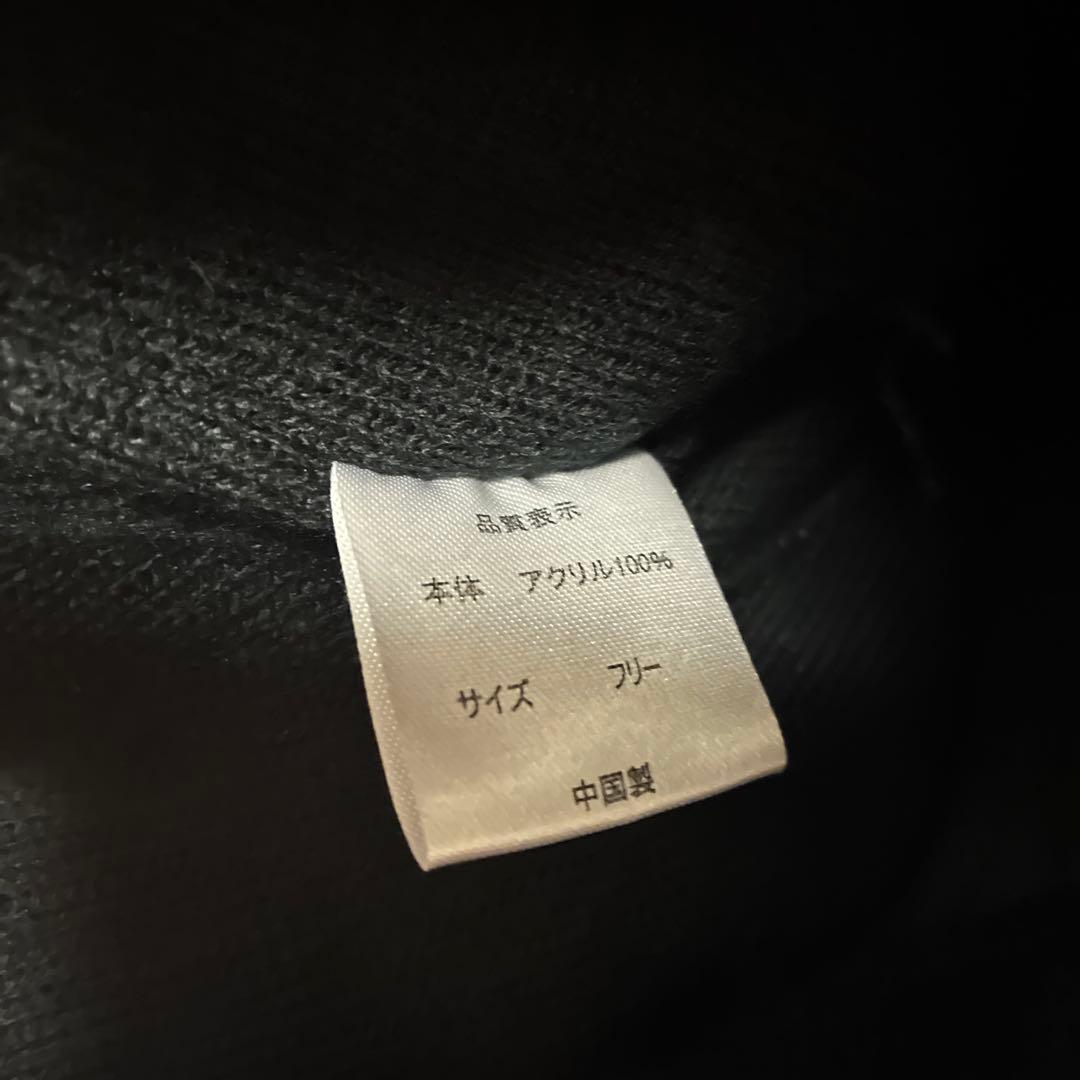 品質表示
本体 アクリル100%
サイズ フリー
中国製